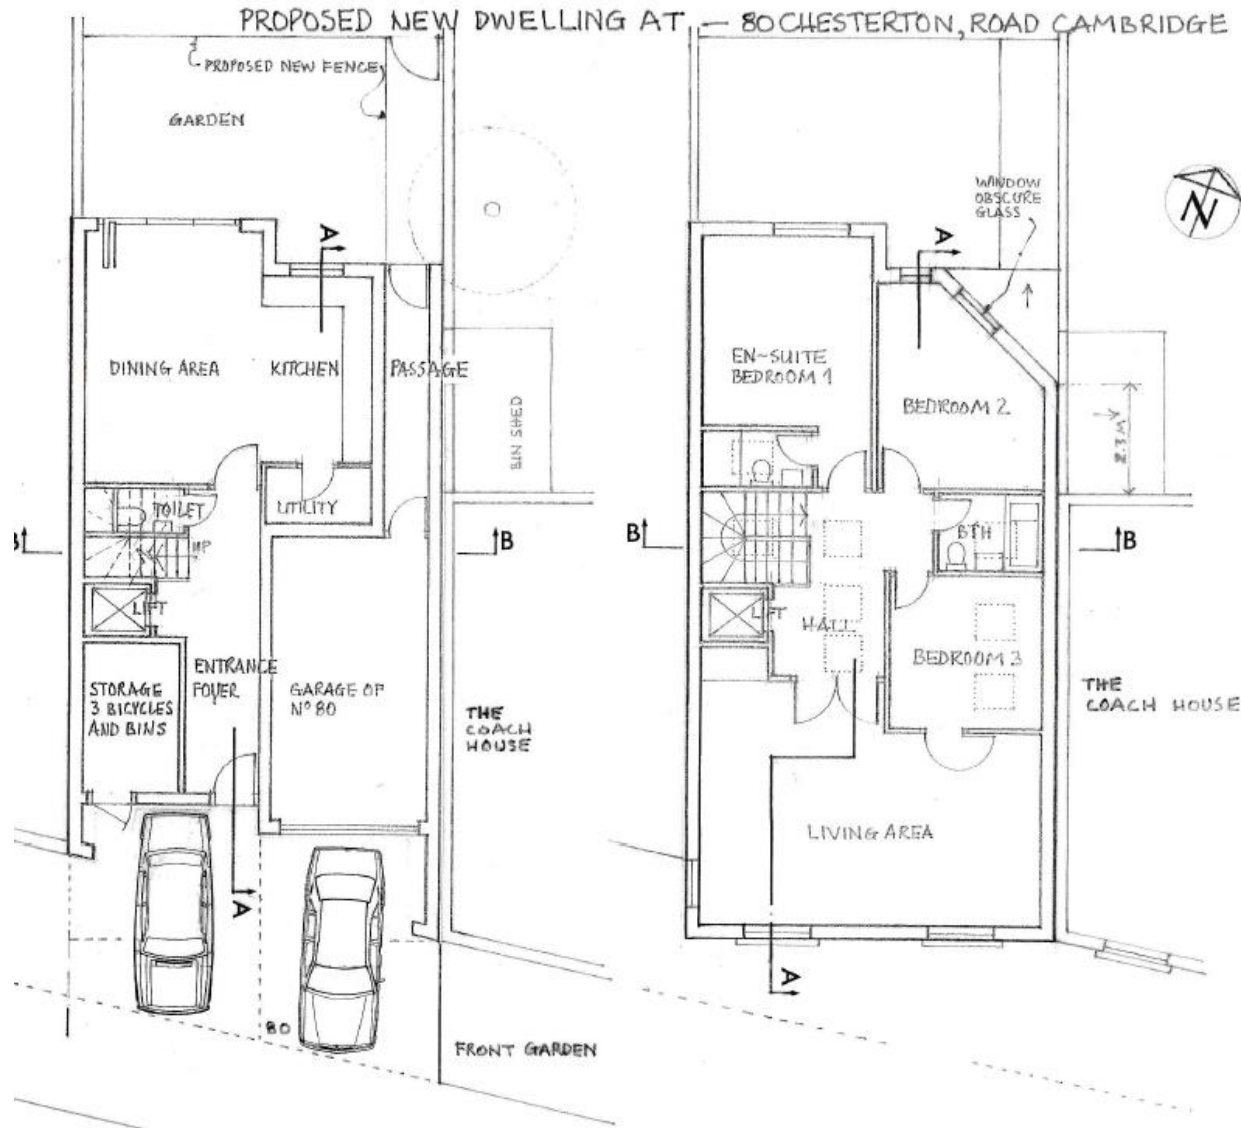 PROPOSED NEW DWELLING AT — 80 CHESTERTON, ROAD CAMBRIDGE
PROPOSED NEW FENCE
GARDEN
A
DINING AREA
KITCHEN
PASSAGE
BIN SHED
TOILET
UTILITY
UP
B
B
LIFT
ENTRANCE
FOYER
STORAGE
3 BICYCLES
AND BINS
GARAGE OF
Nº 80
THE
COACH
HOUSE
A
80
FRONT GARDEN
WINDOW
OBSCURE
GLASS
N
A
EN-SUITE
BEDROOM 1
BEDROOM 2
B
B
BTH
LIFT
HALL
BEDROOM 3
THE
COACH HOUSE
LIVING AREA
A